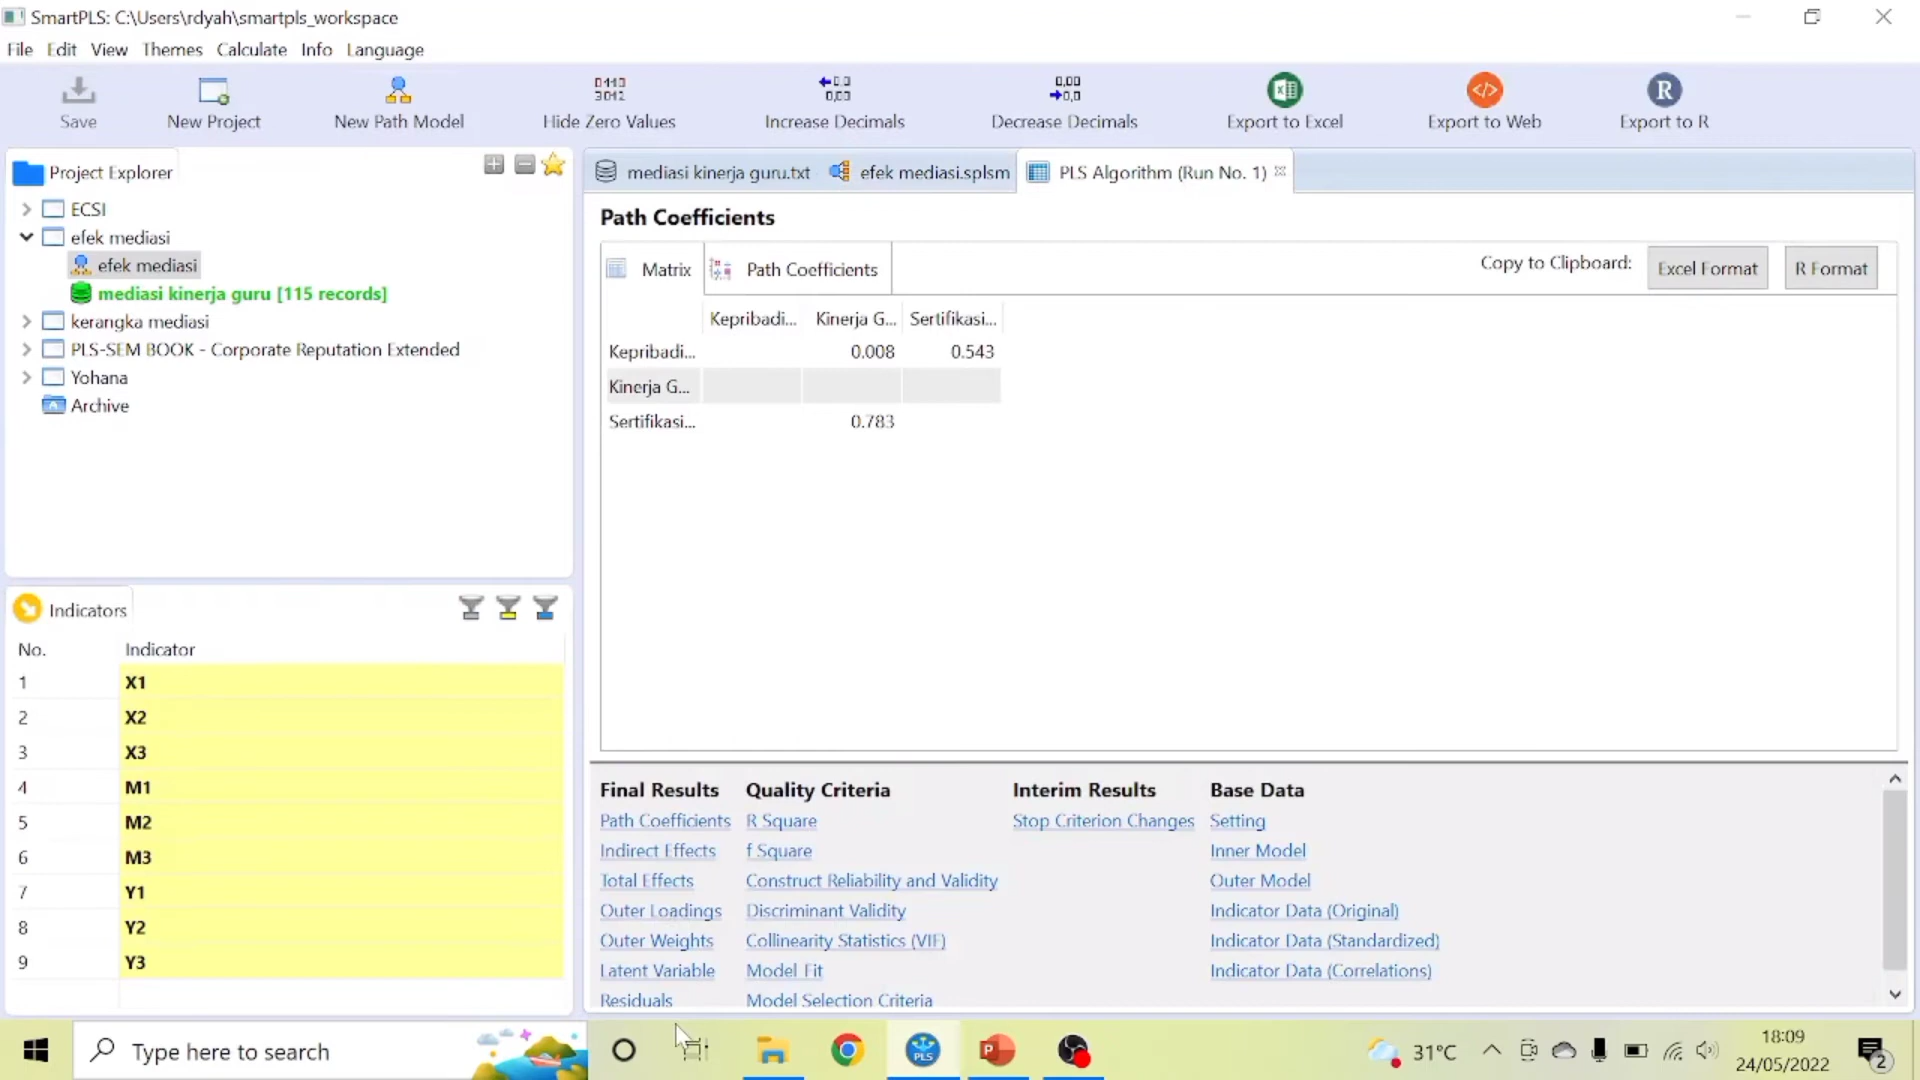 SmartPLS: C:\Users\rdyah\smartpls_workspace
File Edit View Themes Calculate Info Language
Save New Project New Path Model Hide Zero Values Increase Decimals Decrease Decimals Export to Excel Export to Web Export to R
Project Explorer
ECSI
efek mediasi
efek mediasi
mediasi kinerja guru [115 records]
kerangka mediasi
PLS-SEM BOOK - Corporate Reputation Extended
Yohana
Archive
Indicators
No. Indicator
1 X1
2 X2
3 X3
4 M1
5 M2
6 M3
7 Y1
8 Y2
9 Y3
mediasi kinerja guru.txt efek mediasi.splsm PLS Algorithm (Run No. 1)
Path Coefficients
Matrix Path Coefficients Copy to Clipboard: Excel Format R Format
Kepribadi... Kinerja G... Sertifikasi...
Kepribadi... 0.008 0.543
Kinerja G...
Sertifikasi... 0.783
Final Results Quality Criteria Interim Results Base Data
Path Coefficients R Square Stop Criterion Changes Setting
Indirect Effects f Square Inner Model
Total Effects Construct Reliability and Validity Outer Model
Outer Loadings Discriminant Validity Indicator Data (Original)
Outer Weights Collinearity Statistics (VIF) Indicator Data (Standardized)
Latent Variable Model_Fit Indicator Data (Correlations)
Residuals Model Selection Criteria
Type here to search
31°C
18:09
24/05/2022
2